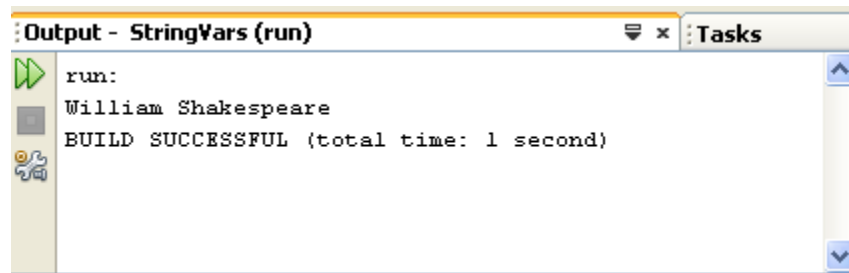 Output - StringVars (run)
Tasks
run:
William Shakespeare
BUILD SUCCESSFUL (total time: 1 second)